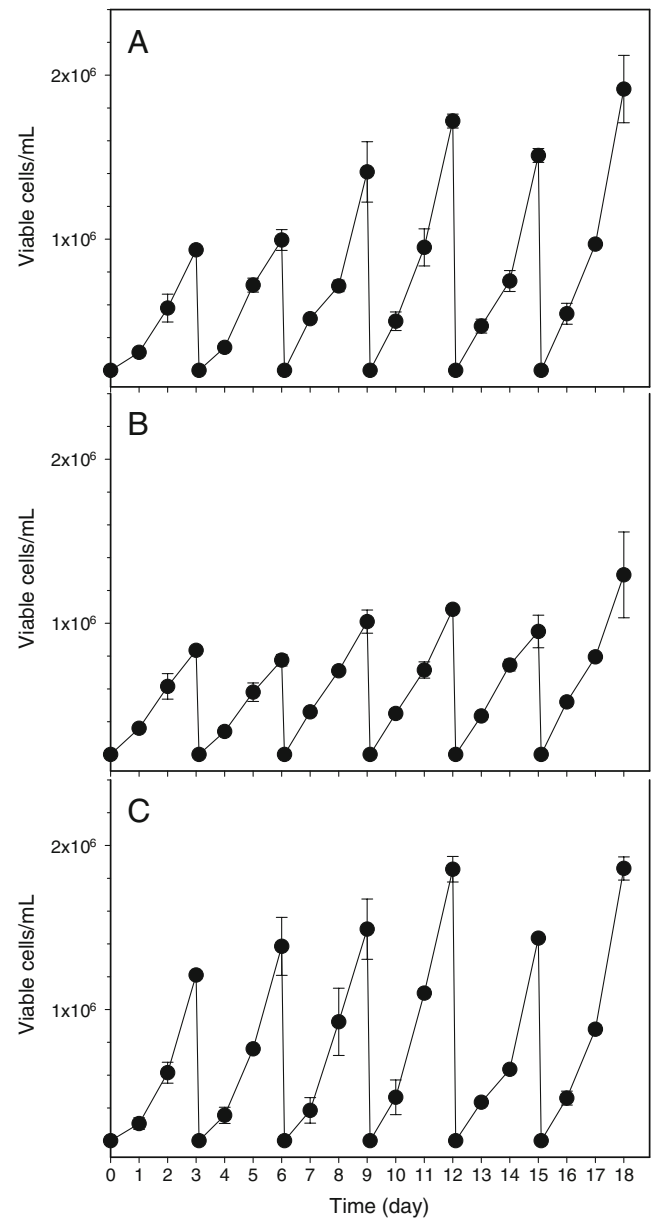 A
2x10⁶
1x10⁶
Viable cells/mL
B
2x10⁶
1x10⁶
Viable cells/mL
C
2x10⁶
1x10⁶
Viable cells/mL
0 1 2 3 4 5 6 7 8 9 10 11 12 13 14 15 16 17 18
Time (day)